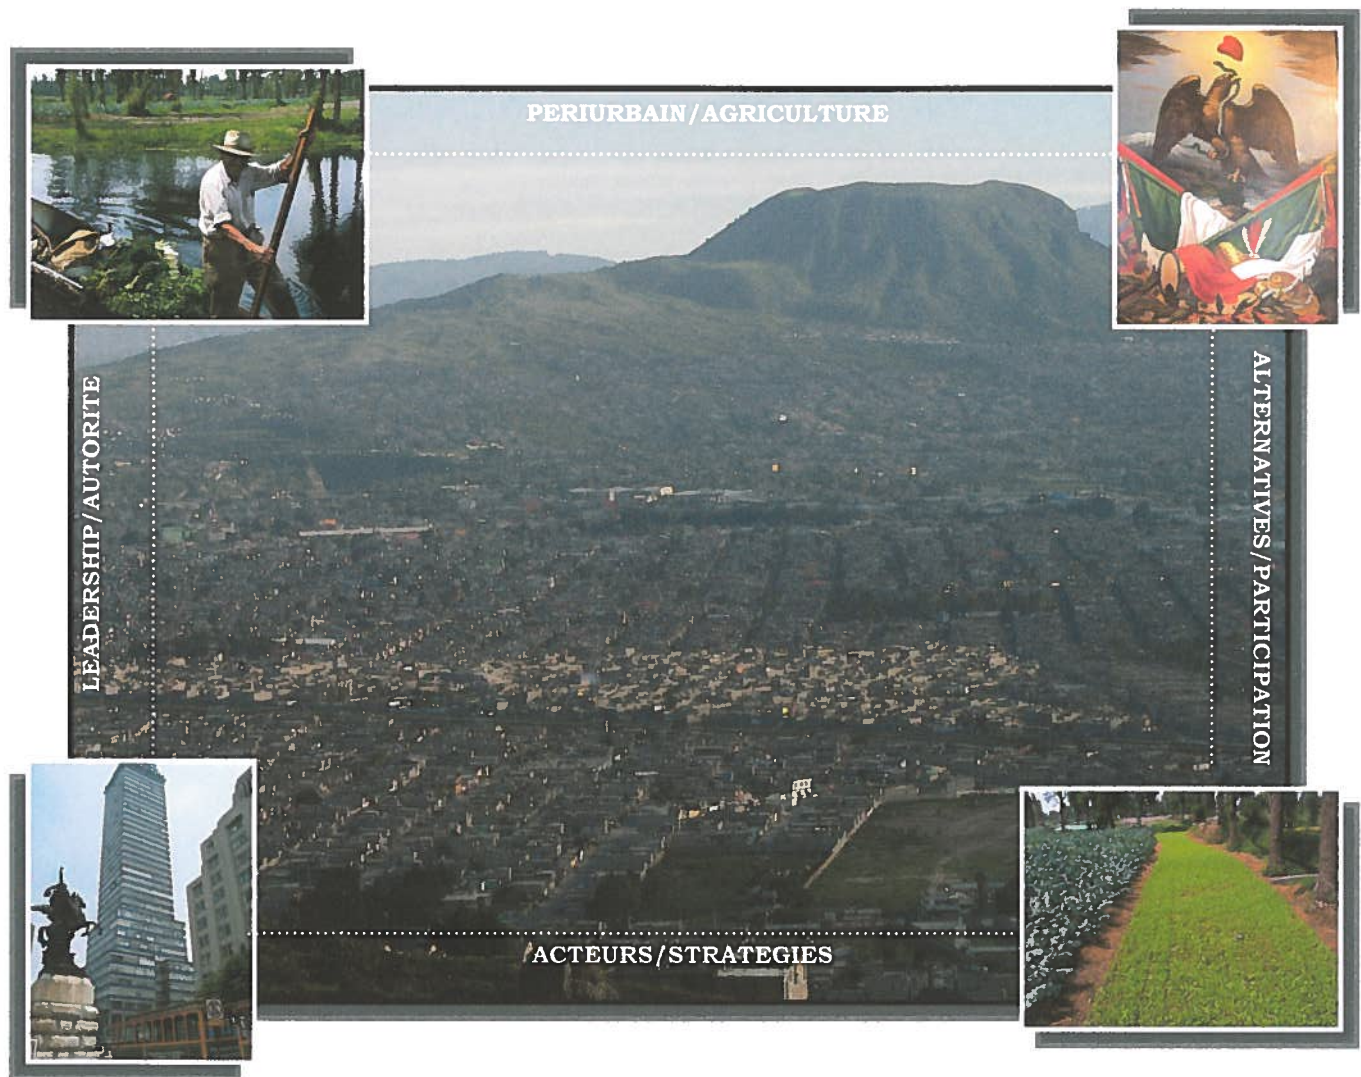 PERIURBAIN/AGRICULTURE
LEADERSHIP/AUTORITE
ALTERNATIVES/PARTICIPATION
ACTEURS/STRATEGIES